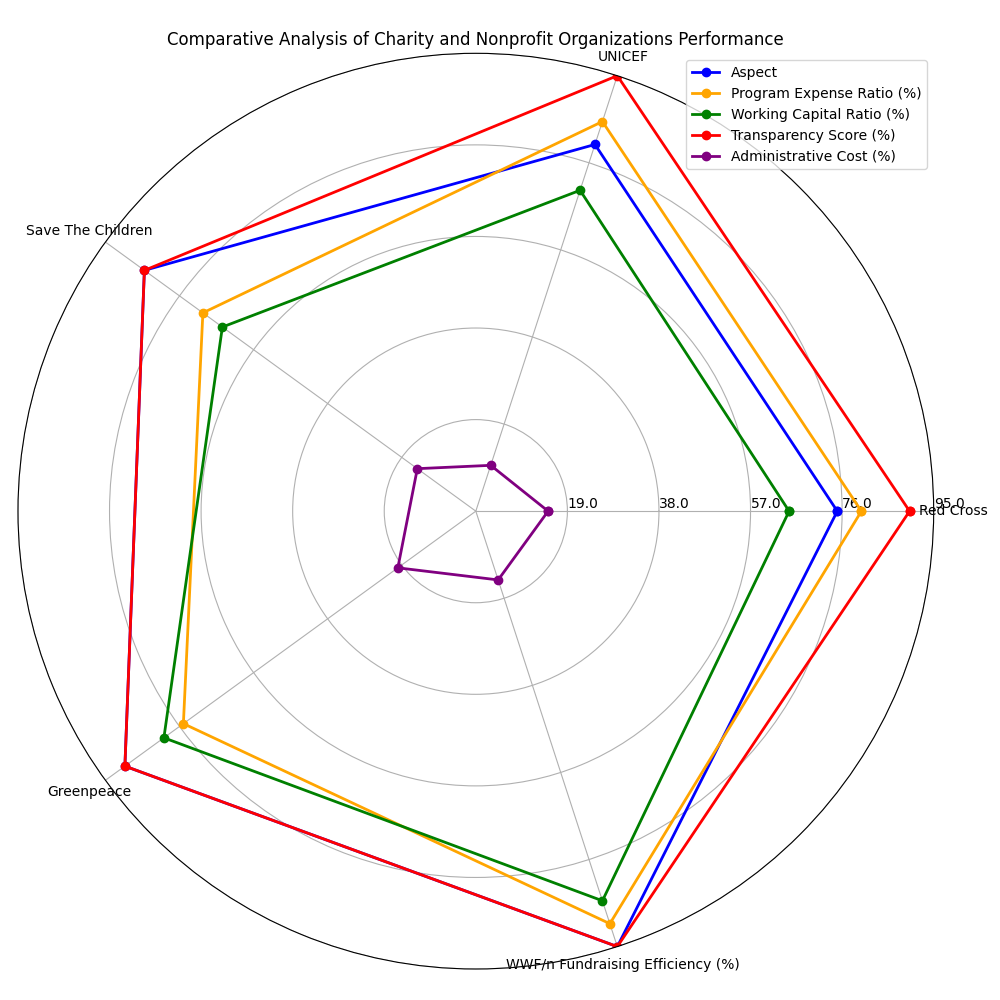 Comparative Analysis of Charity and Nonprofit Organizations Performance
UNICEF
Aspect
Program Expense Ratio (%)
Working Capital Ratio (%)
Transparency Score (%)
Administrative Cost (%)
Save The Children
19.0
38.0
57.0
76.0
95.0
Red Cross
Greenpeace
WWF/n Fundraising Efficiency (%)